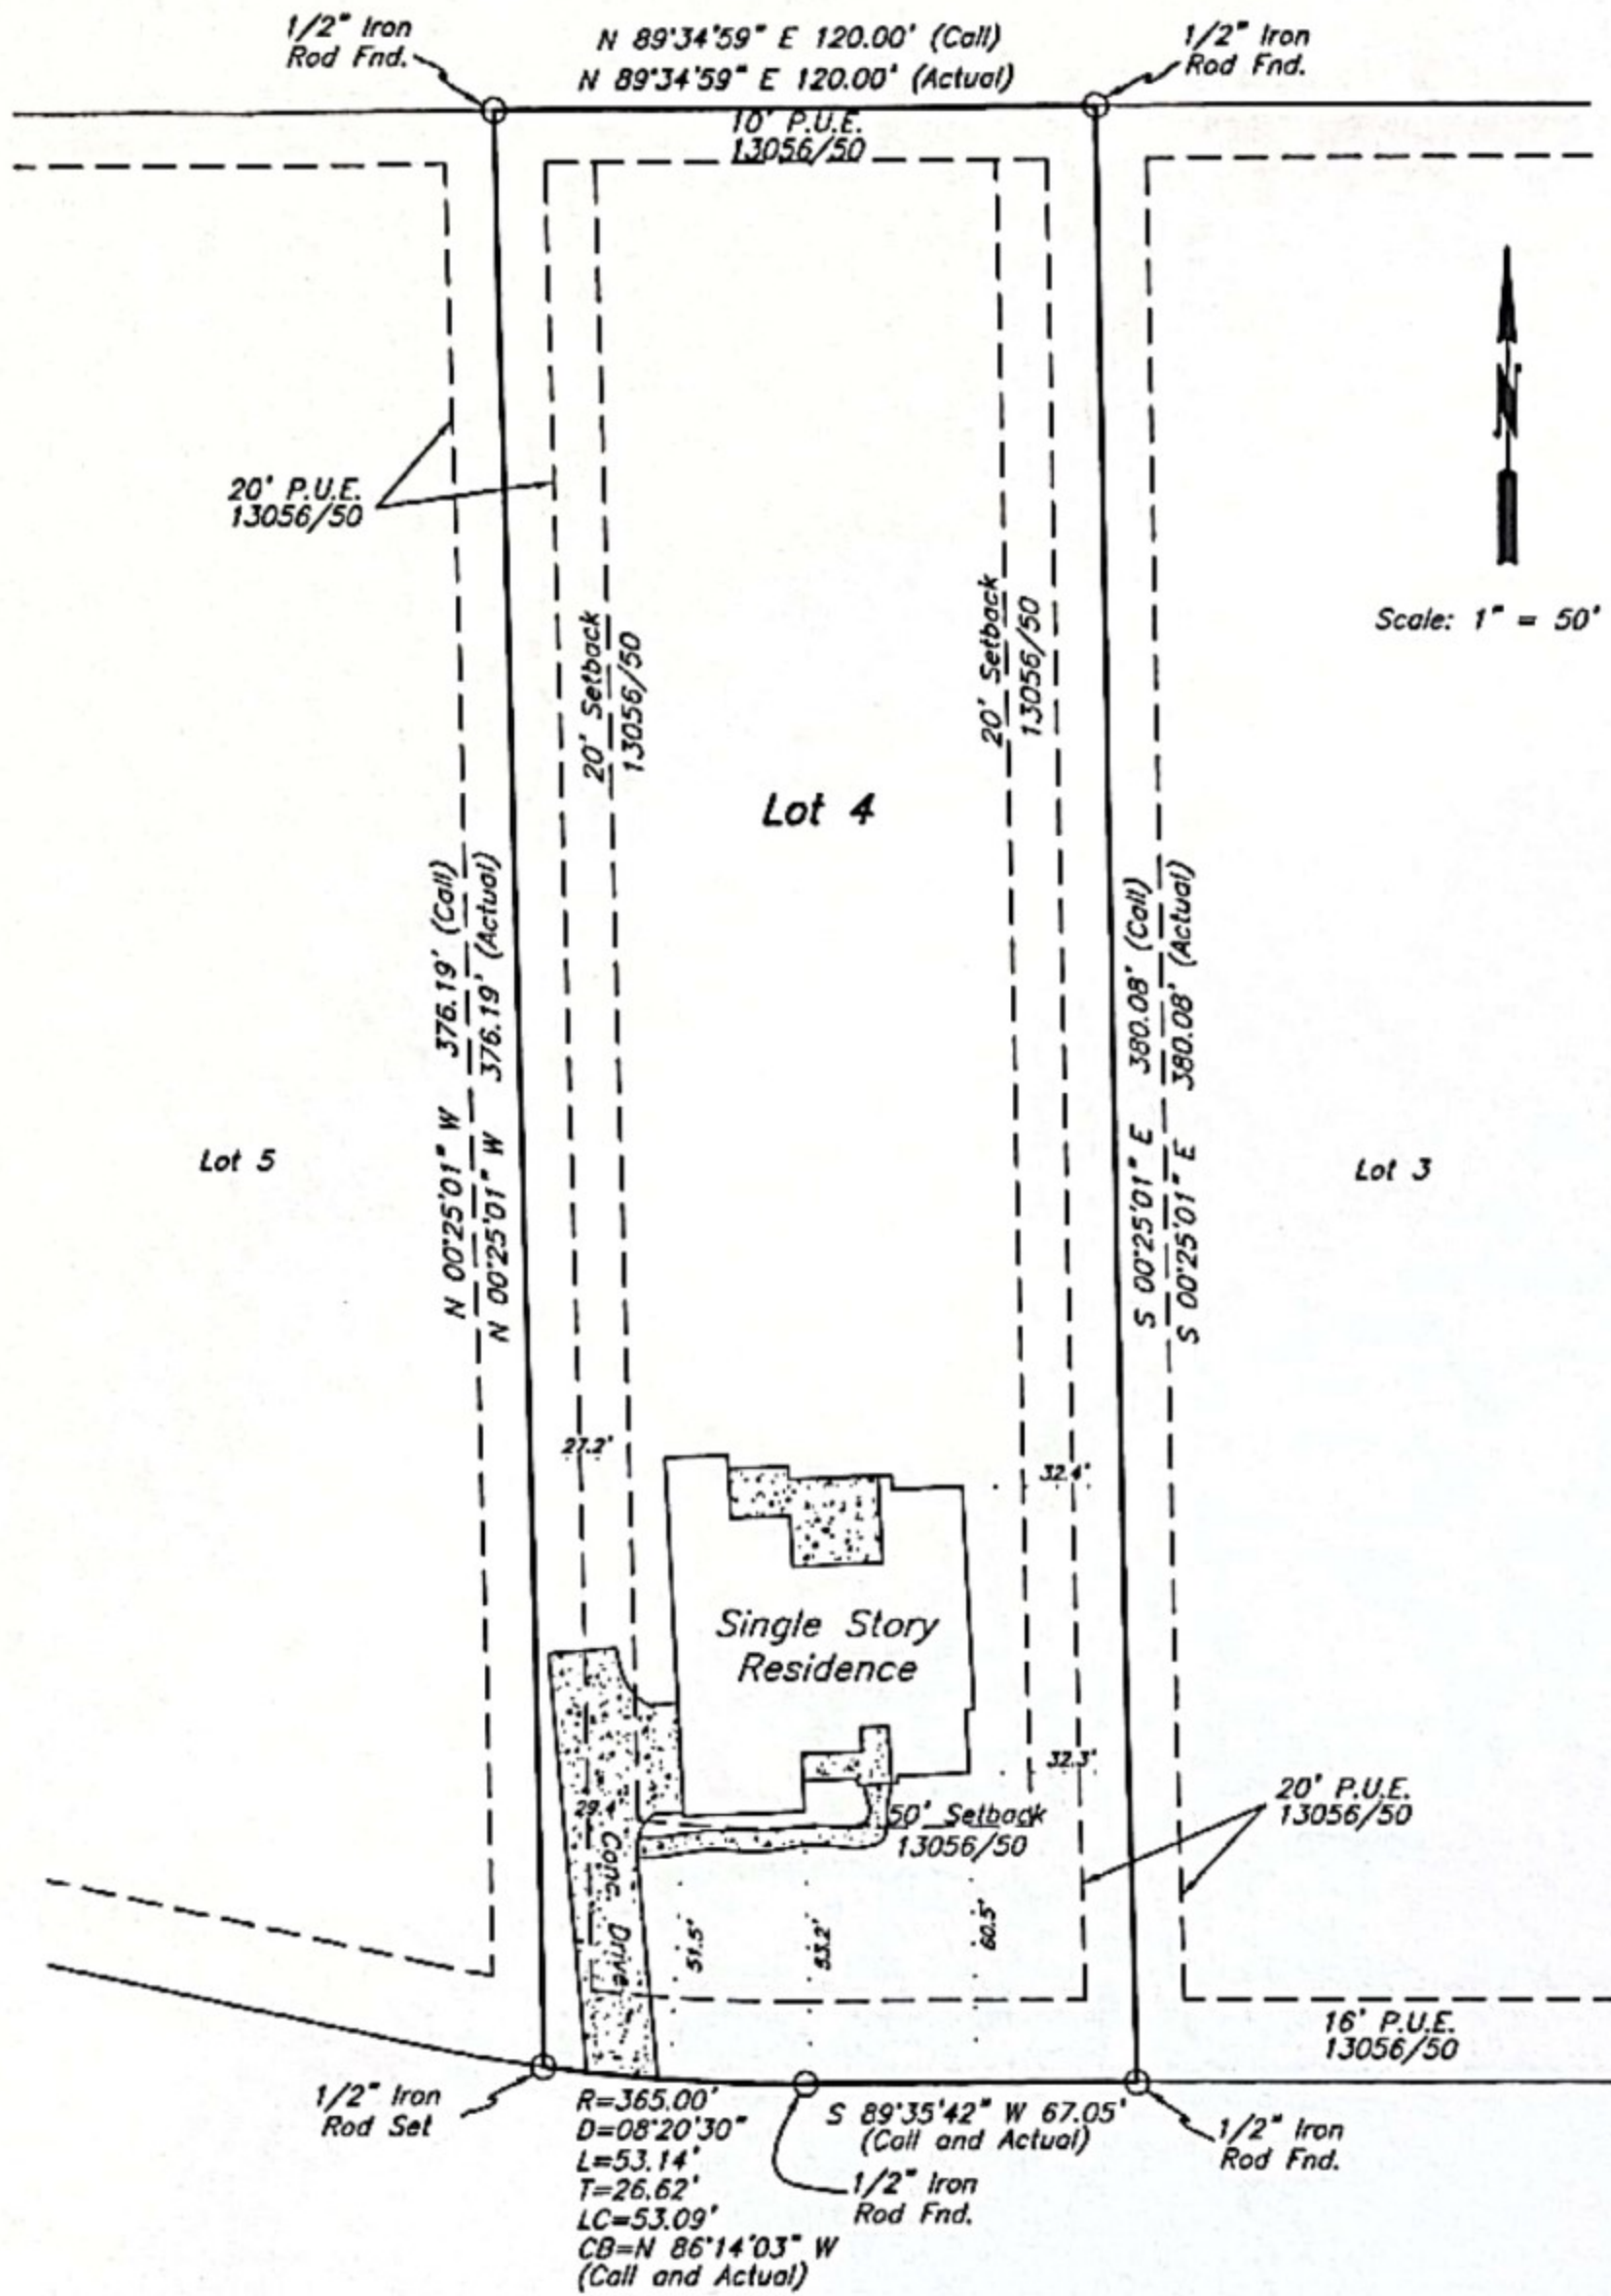 1/2" Iron
Rod Fnd.
N 89°34'59" E 120.00' (Call)
N 89°34'59" E 120.00' (Actual)
1/2" Iron
Rod Fnd.
10' P.U.E.
13056/50
N
Scale: 1" = 50'
20' P.U.E.
13056/50
20' Setback
13056/50
20' Setback
13056/50
Lot 4
N 00°25'01" W 376.19' (Call)
N 00°25'01" W 376.19' (Actual)
S 00°25'01" E 380.08' (Call)
S 00°25'01" E 380.08' (Actual)
Lot 5
Lot 3
27.2'
32.4'
Single Story
Residence
32.3'
29.4'
Conc. Drive
50' Setback
13056/50
20' P.U.E.
13056/50
51.5'
53.2'
60.5'
16' P.U.E.
13056/50
1/2" Iron
Rod Set
R=365.00'
D=08°20'30"
L=53.14'
T=26.62'
LC=53.09'
CB=N 86°14'03" W
(Call and Actual)
S 89°35'42" W 67.05'
(Call and Actual)
1/2" Iron
Rod Fnd.
1/2" Iron
Rod Fnd.